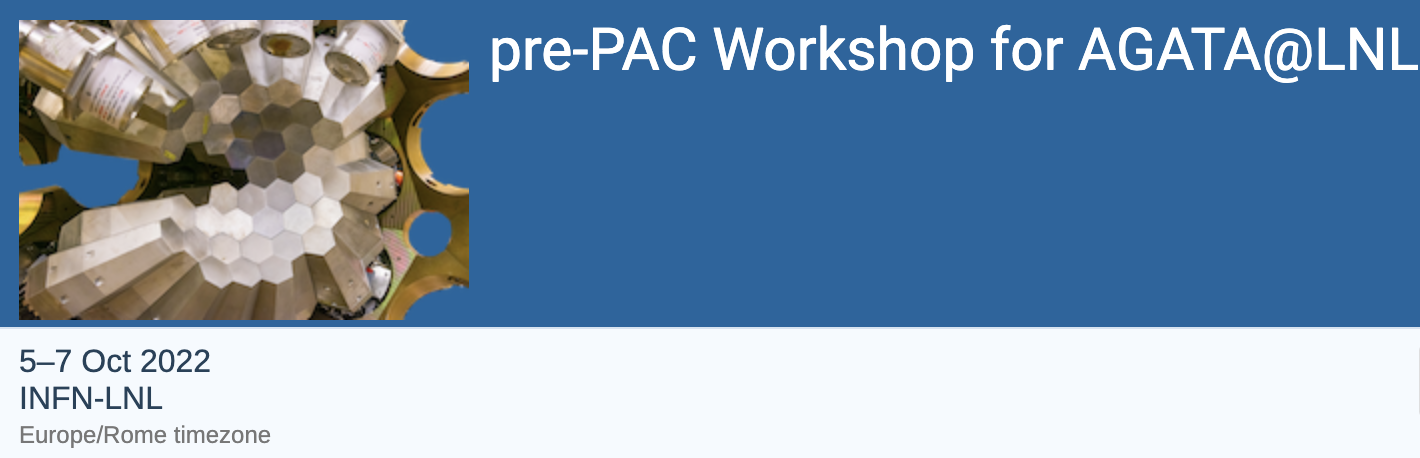 pre-PAC Workshop for AGATA@LNL
5–7 Oct 2022
INFN-LNL
Europe/Rome timezone